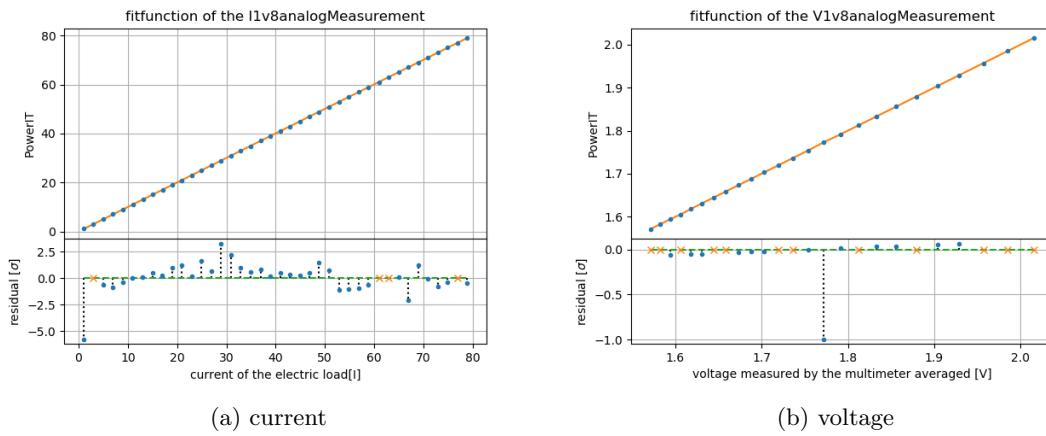 fitfunction of the I1v8analogMeasurement
80
60
40
20
0
PowerIT
2.5
0.0
−2.5
−5.0
residual [σ]
0 10 20 30 40 50 60 70 80
current of the electric load[I]
(a) current
fitfunction of the V1v8analogMeasurement
2.0
1.9
1.8
1.7
1.6
PowerIT
0.0
−0.5
−1.0
residual [σ]
1.6 1.7 1.8 1.9 2.0
voltage measured by the multimeter averaged [V]
(b) voltage